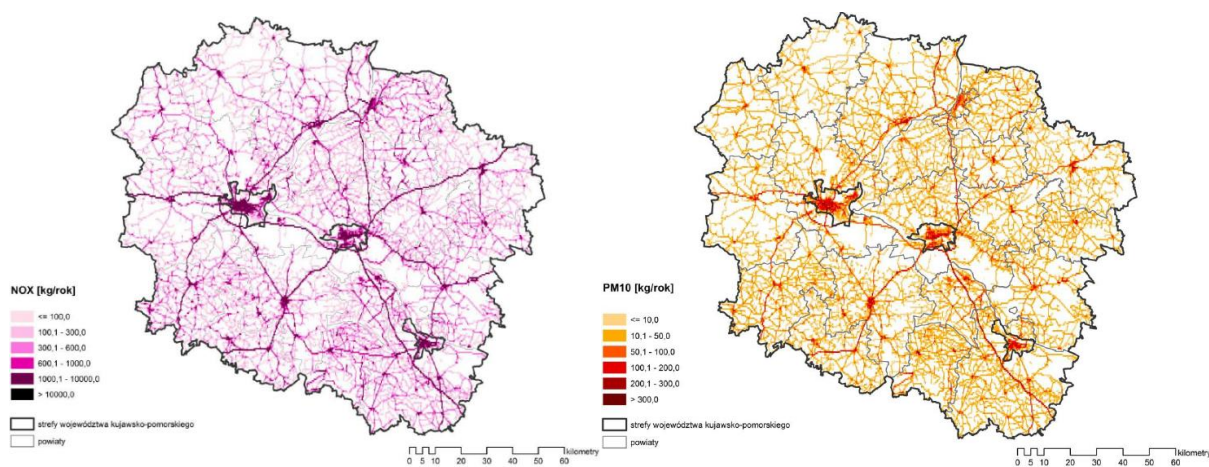 NOX [kg/rok]
<= 100,0
100,1 - 300,0
300,1 - 600,0
600,1 - 1000,0
1000,1 - 10000,0
> 10000,0
strefy województwa kujawsko-pomorskiego
powiaty
kilometry
0 5 10 20 30 40 50 60
PM10 [kg/rok]
<= 10,0
10,1 - 50,0
50,1 - 100,0
100,1 - 200,0
200,1 - 300,0
> 300,0
strefy województwa kujawsko-pomorskiego
powiaty
kilometry
0 5 10 20 30 40 50 60